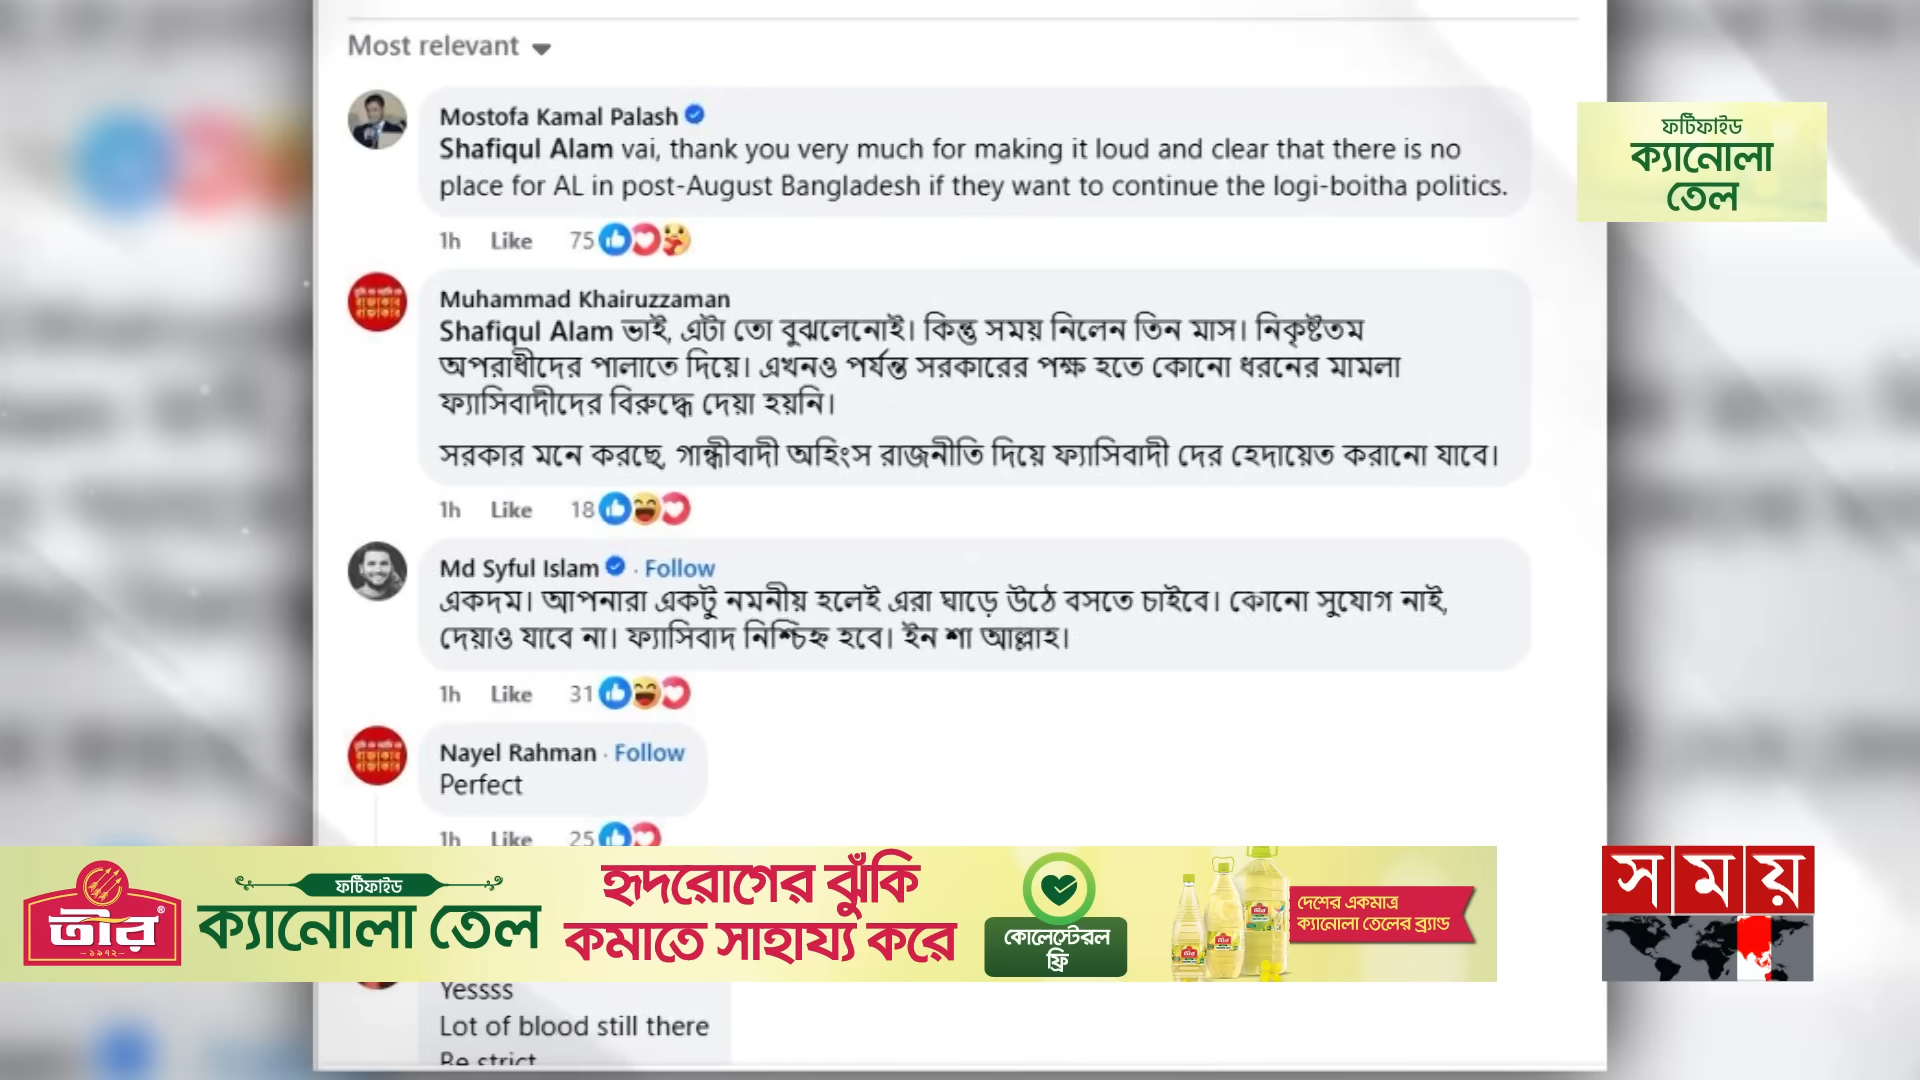 Most relevant
Mostofa Kamal Palash
Shafiqul Alam vai, thank you very much for making it loud and clear that there is no
place for AL in post-August Bangladesh if they want to continue the logi-boitha politics.
1h Like 75
Muhammad Khairuzzaman
Shafiqul Alam ভাই, এটা তো বুঝলেনোই। কিন্তু সময় নিলেন তিন মাস। নিকৃষ্টতম
অপরাধীদের পালাতে দিয়ে। এখনও পর্যন্ত সরকারের পক্ষ হতে কোনো ধরনের মামলা
ফ্যাসিবাদীদের বিরুদ্ধে দেয়া হয়নি।
সরকার মনে করছে, গান্ধীবাদী অহিংস রাজনীতি দিয়ে ফ্যাসিবাদী দের হেদায়েত করানো যাবে।
1h Like 18
Md Syful Islam · Follow
একদম। আপনারা একটু নমনীয় হলেই এরা ঘাড়ে উঠে বসতে চাইবে। কোনো সুযোগ নাই,
দেয়াও যাবে না। ফ্যাসিবাদ নিশ্চিহ্ন হবে। ইন শা আল্লাহ।
1h Like 31
Nayel Rahman · Follow
Perfect
1h Like 25
Yessss
Lot of blood still there
Be strict
ফর্টিফাইড
ক্যানোলা
তেল
তীর®
-১৯৭২-
ফর্টিফাইড
ক্যানোলা তেল
হৃদরোগের ঝুঁকি
কমাতে সাহায্য করে
কোলেস্টেরল
ফ্রি
দেশের একমাত্র
ক্যানোলা তেলের ব্র্যান্ড
সময়